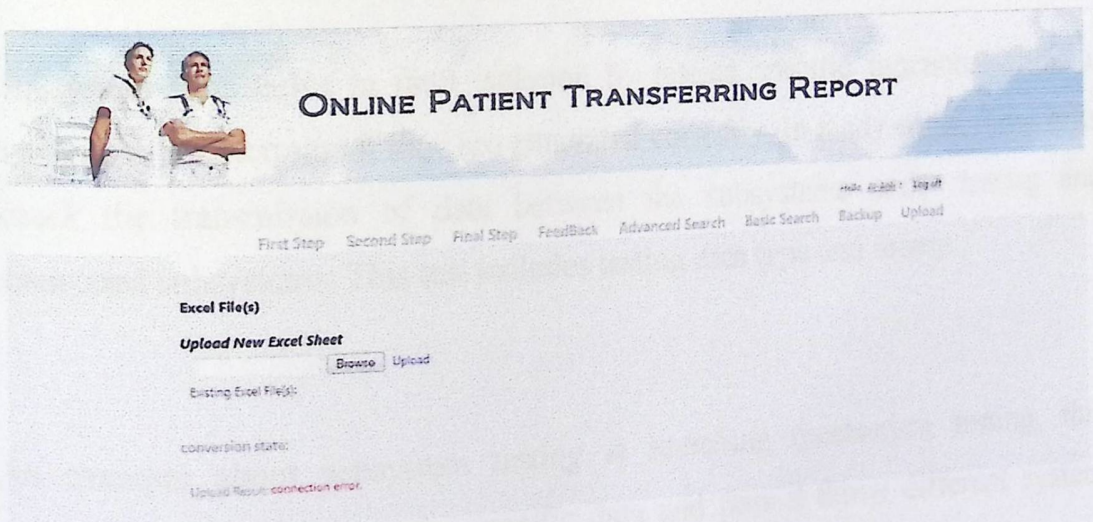 ONLINE PATIENT TRANSFERRING REPORT
Hello Log off
First Step Second Step Final Step FeedBack Advanced Search Basic Search Backup Upload
Excel File(s)
Upload New Excel Sheet
Browse Upload
Existing Excel File(s):
conversion state:
Upload Result: connection error.